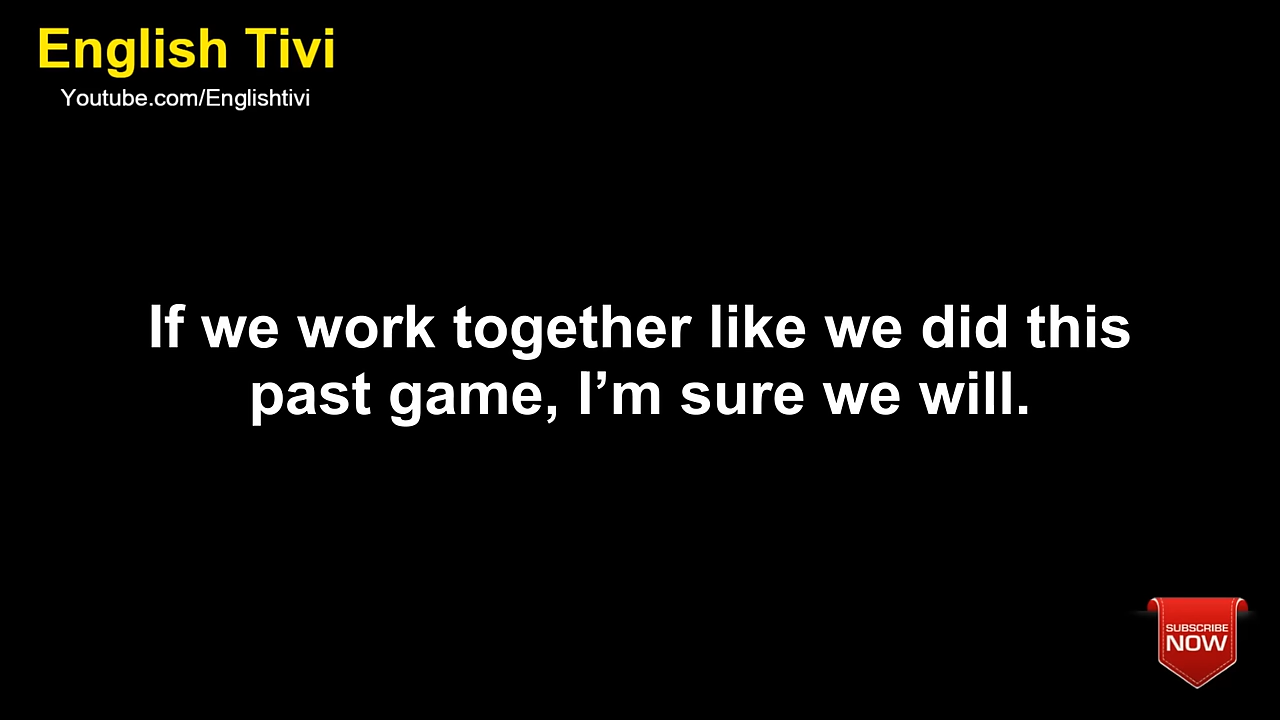 English Tivi
Youtube.com/Englishtivi
If we work together like we did this
past game, I’m sure we will.
SUBSCRIBE
NOW